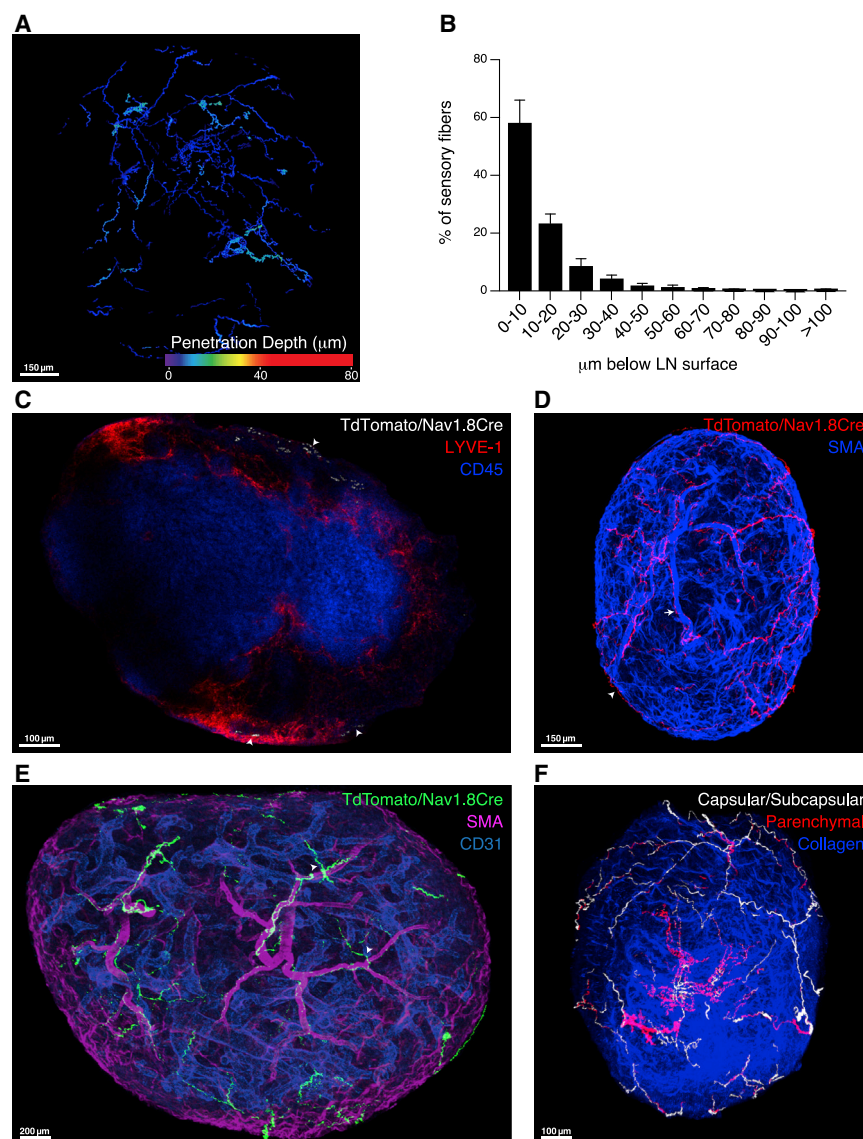 A
Penetration Depth (μm)
0 40 80
150 μm
B
% of sensory fibers
80
60
40
20
0
0-10
10-20
20-30
30-40
40-50
50-60
60-70
70-80
80-90
90-100
>100
μm below LN surface
C
TdTomato/Nav1.8Cre
LYVE-1
CD45
100 μm
D
TdTomato/Nav1.8Cre
SMA
150 μm
E
TdTomato/Nav1.8Cre
SMA
CD31
200 μm
F
Capsular/Subcapsular
Parenchymal
Collagen
100 μm